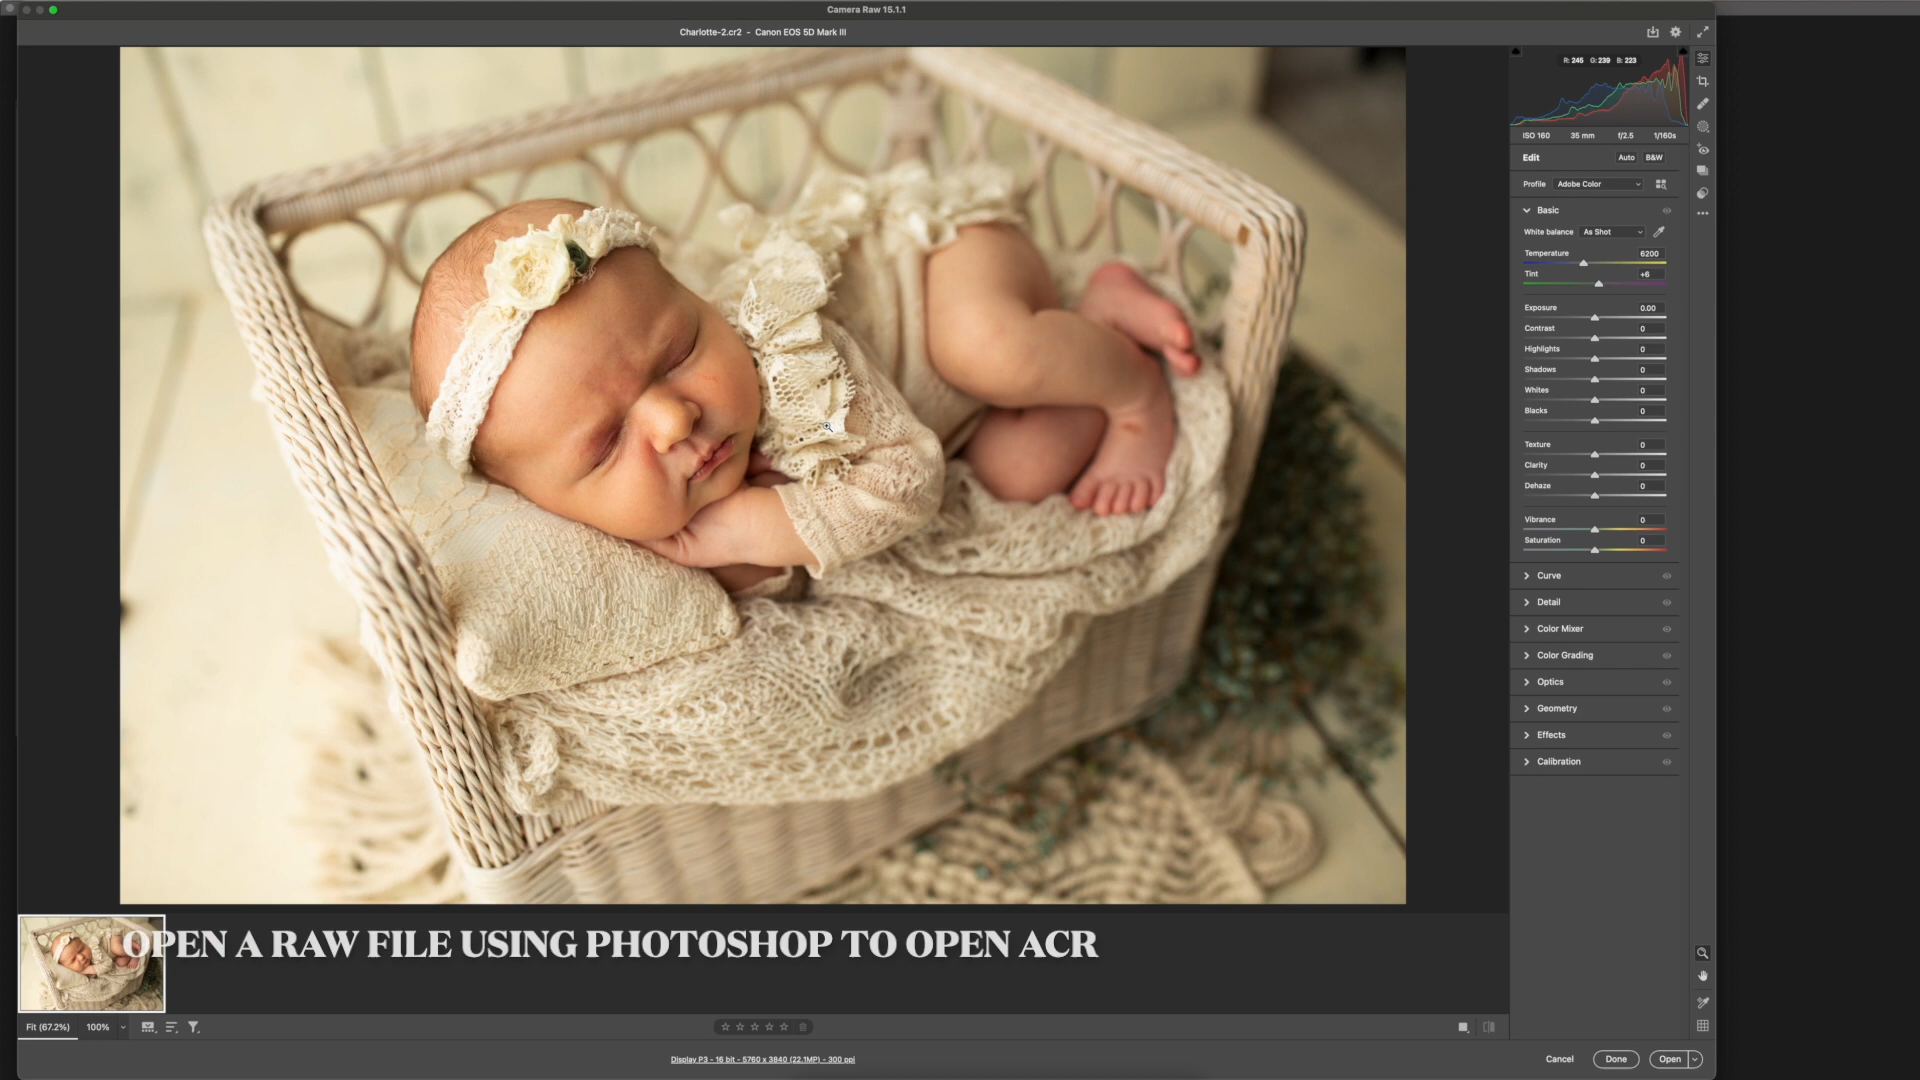 Camera Raw 15.1.1
Charlotte-2.cr2 - Canon EOS 5D Mark III
R: 245 G: 239 B: 223
ISO 160 35 mm f/2.5 1/160s
Edit Auto B&W
Profile Adobe Color
Basic
White balance As Shot
Temperature 6200
Tint +6
Exposure 0.00
Contrast 0
Highlights 0
Shadows 0
Whites 0
Blacks 0
Texture 0
Clarity 0
Dehaze 0
Vibrance 0
Saturation 0
Curve
Detail
Color Mixer
Color Grading
Optics
Geometry
Effects
Calibration
OPEN A RAW FILE USING PHOTOSHOP TO OPEN ACR
Fit (67.2%) 100%
Display P3 - 16 bit - 5760 x 3840 (22.1MP) - 300 ppi
Cancel Done Open